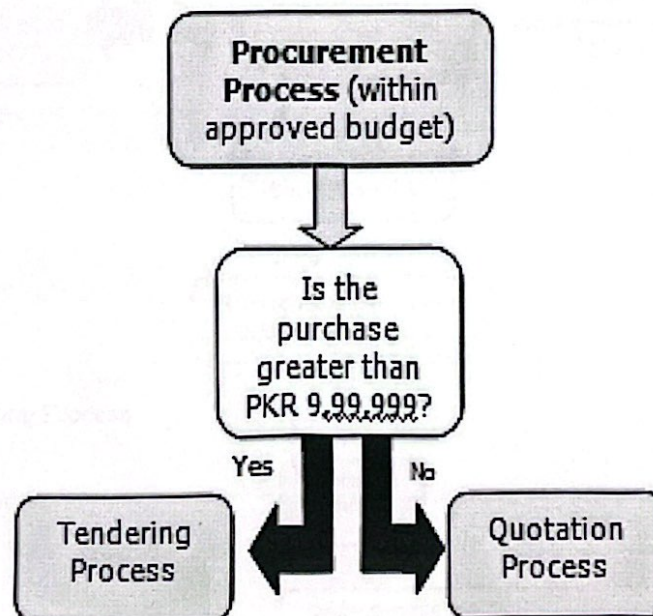 Procurement
Process (within
approved budget)
Is the
purchase
greater than
PKR 9,99,999?
Yes
No
Tendering
Process
Quotation
Process